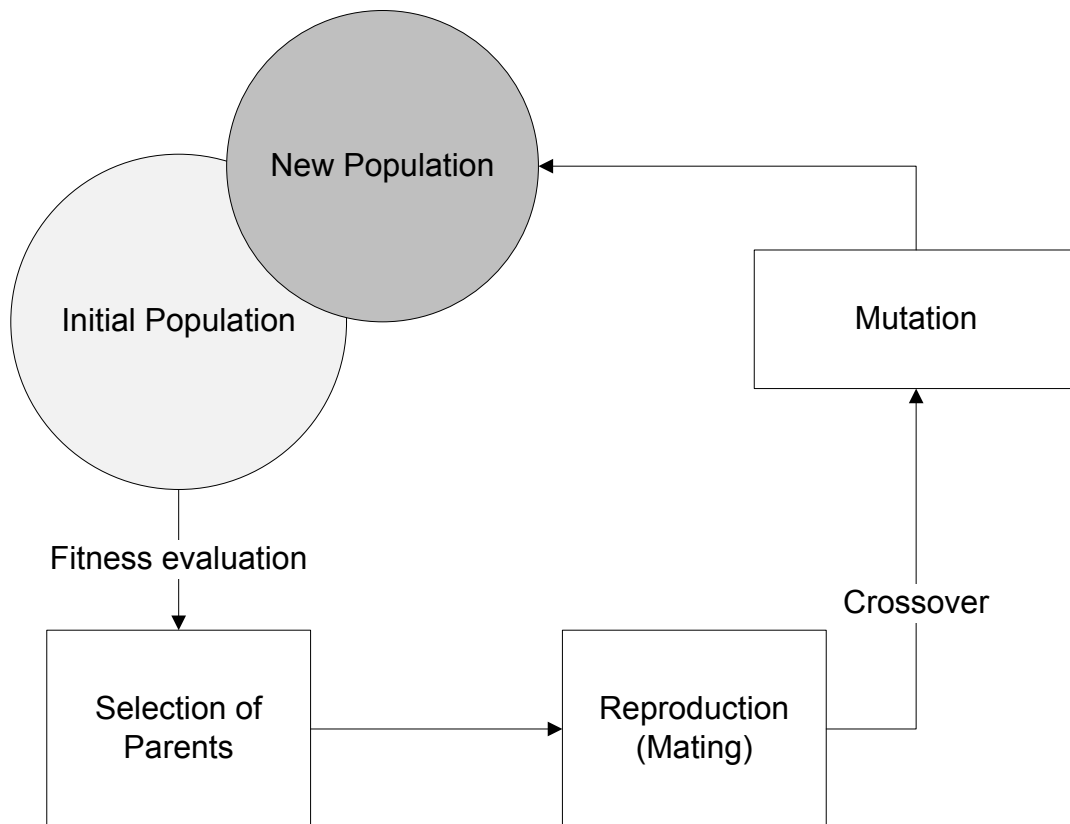 New Population
Initial Population
Mutation
Fitness evaluation
Crossover
Selection of
Parents
Reproduction
(Mating)